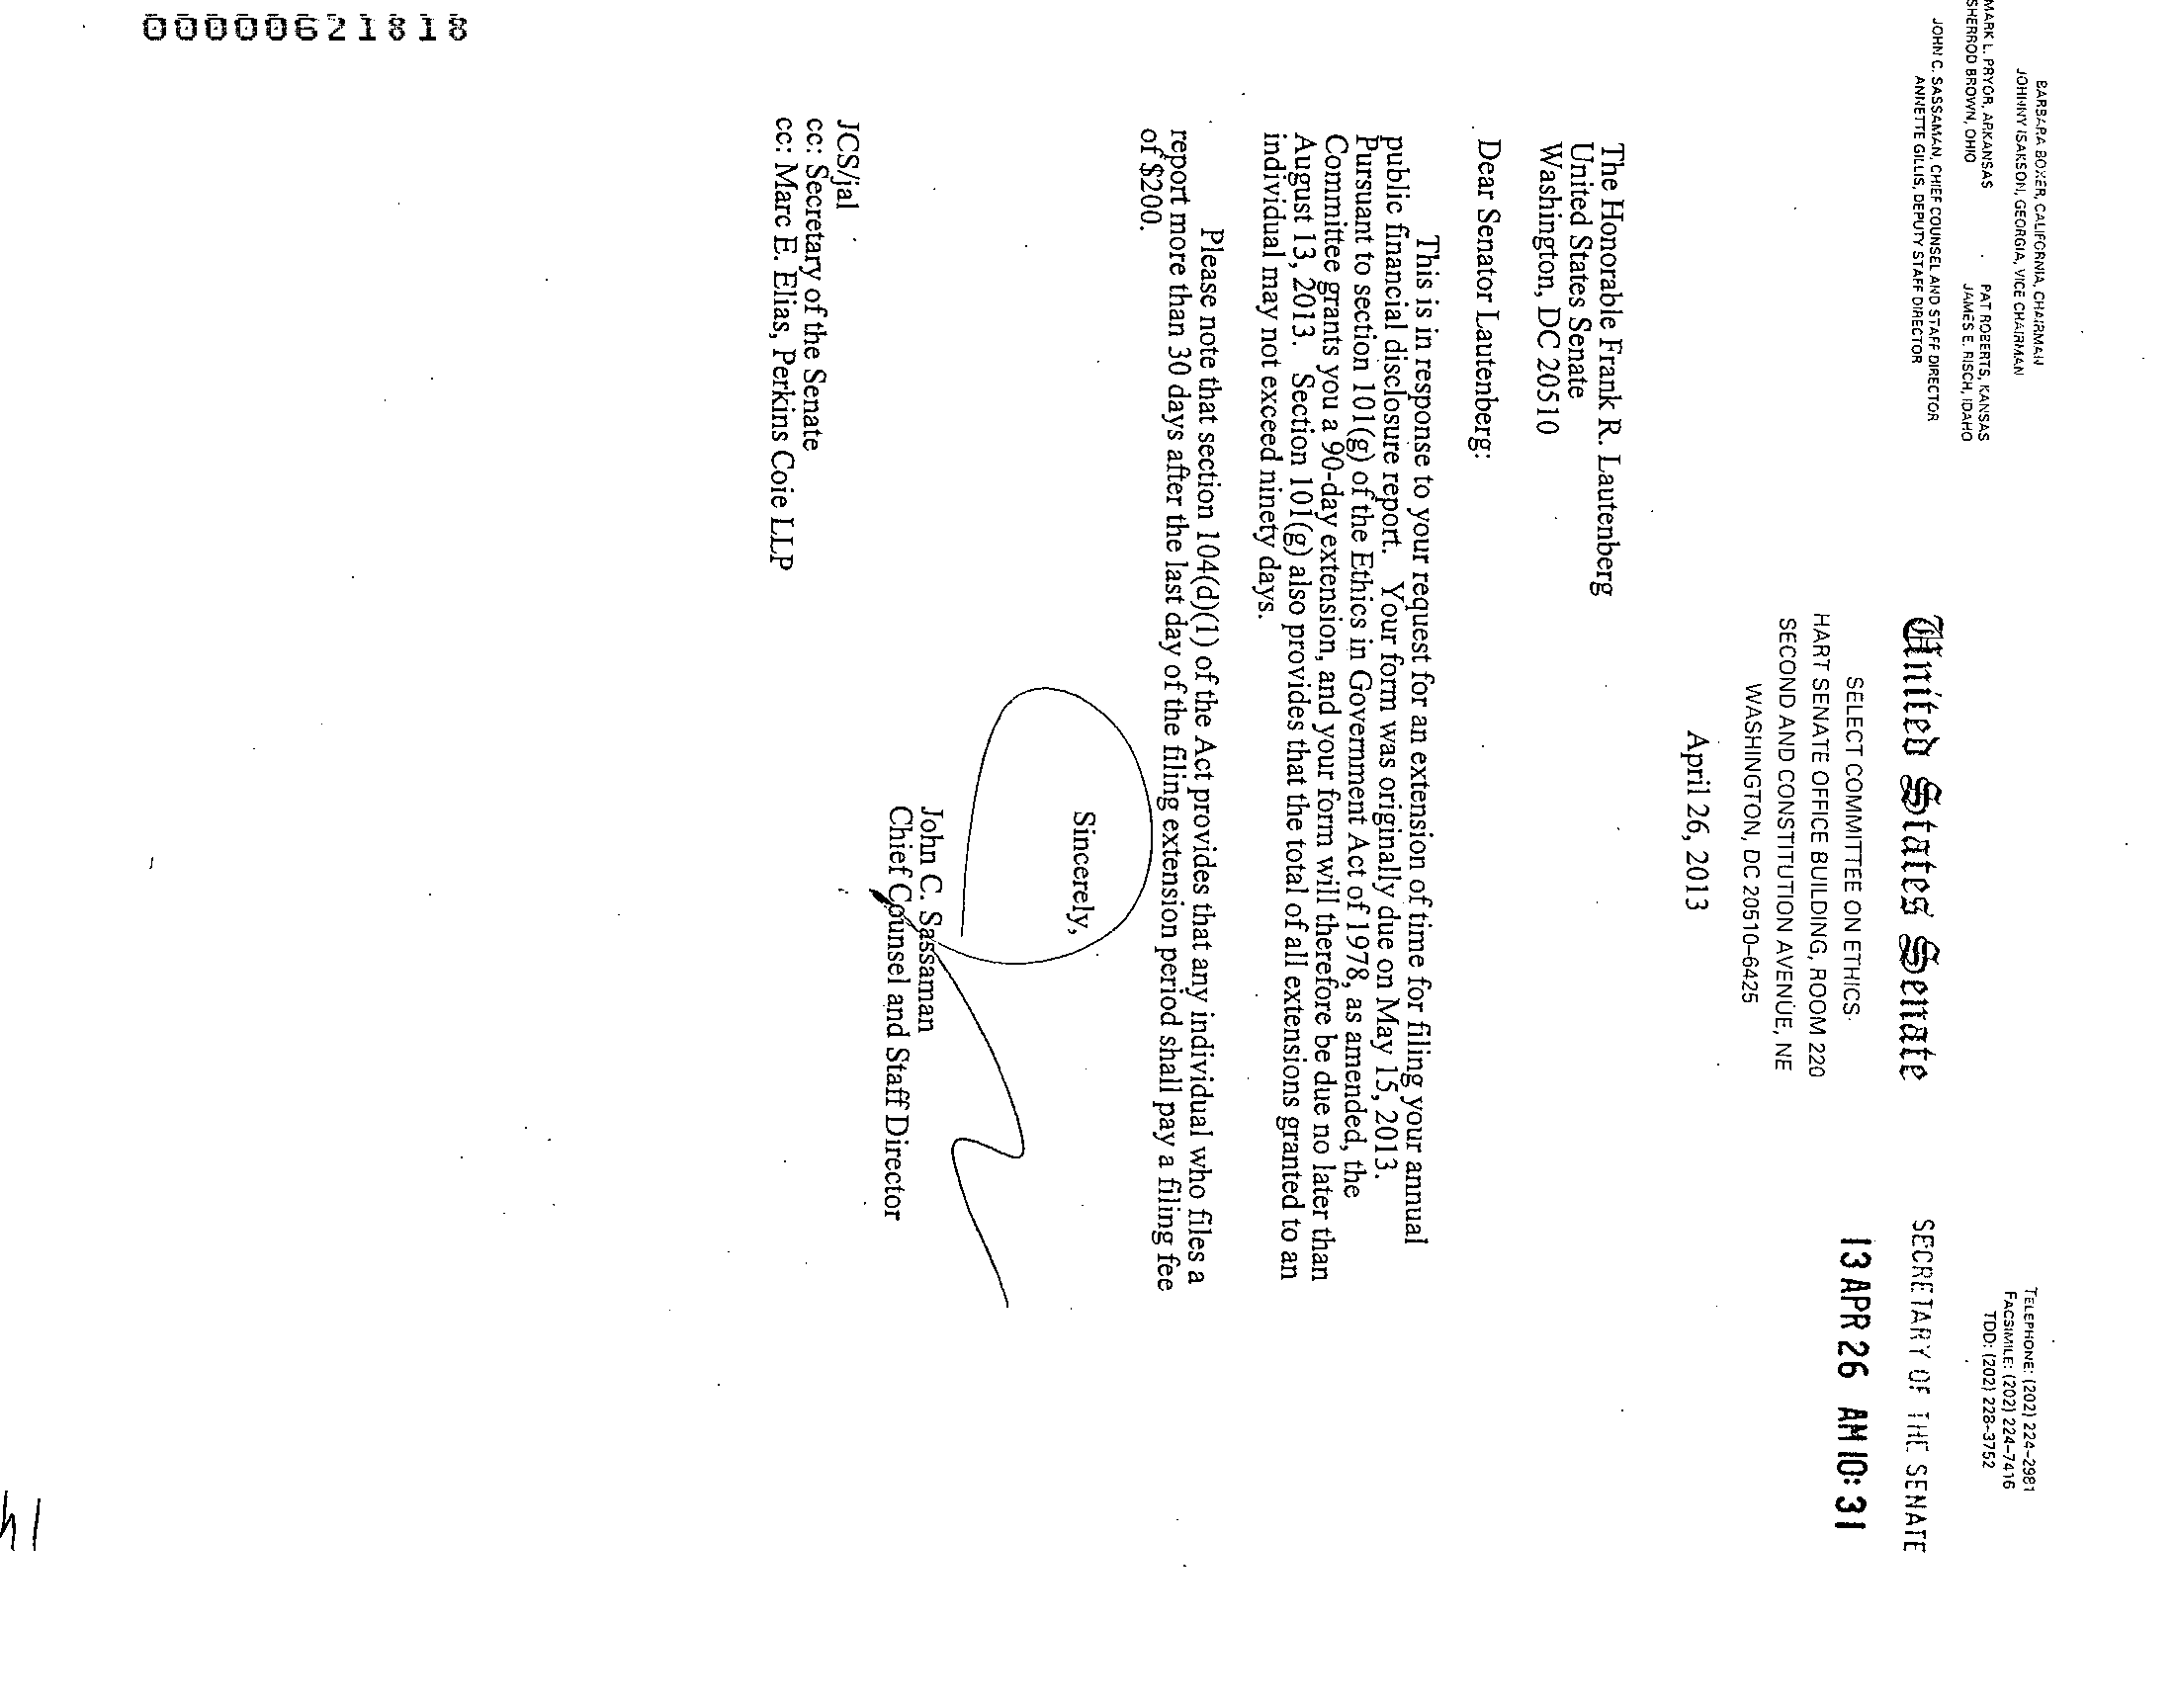 BARBARA BOXER, CALIFORNIA, CHAIRMAN
JOHNNY ISAKSON, GEORGIA, VICE CHAIRMAN
MARK L. PRYOR, ARKANSAS PAT ROBERTS, KANSAS
SHERROD BROWN, OHIO JAMES E. RISCH, IDAHO
JOHN C. SASSAMAN, CHIEF COUNSEL AND STAFF DIRECTOR
ANNETTE GILLIS, DEPUTY STAFF DIRECTOR
TELEPHONE: (202) 224–2981
FACSIMILE: (202) 224–7416
TDD: (202) 228–3752
United States Senate
SELECT COMMITTEE ON ETHICS
HART SENATE OFFICE BUILDING, ROOM 220
SECOND AND CONSTITUTION AVENUE, NE
WASHINGTON, DC 20510–6425
SECRETARY OF THE SENATE
13 APR 26 AM 10: 31
April 26, 2013
The Honorable Frank R. Lautenberg
United States Senate
Washington, DC 20510
Dear Senator Lautenberg:
This is in response to your request for an extension of time for filing your annual
public financial disclosure report. Your form was originally due on May 15, 2013.
Pursuant to section 101(g) of the Ethics in Government Act of 1978, as amended, the
Committee grants you a 90-day extension, and your form will therefore be due no later than
August 13, 2013. Section 101(g) also provides that the total of all extensions granted to an
individual may not exceed ninety days.
Please note that section 104(d)(1) of the Act provides that any individual who files a
report more than 30 days after the last day of the filing extension period shall pay a filing fee
of $200.
Sincerely,
John C. Sassaman
Chief Counsel and Staff Director
JCS/jal
cc: Secretary of the Senate
cc: Marc E. Elias, Perkins Coie LLP
00000621818